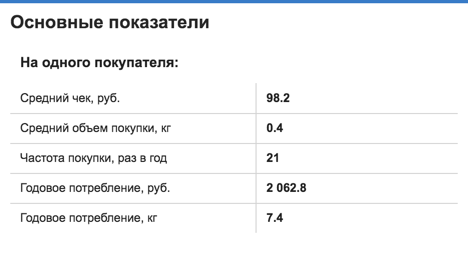 Основные показатели
На одного покупателя:
Средний чек, руб. 98.2
Средний объем покупки, кг 0.4
Частота покупки, раз в год 21
Годовое потребление, руб. 2 062.8
Годовое потребление, кг 7.4